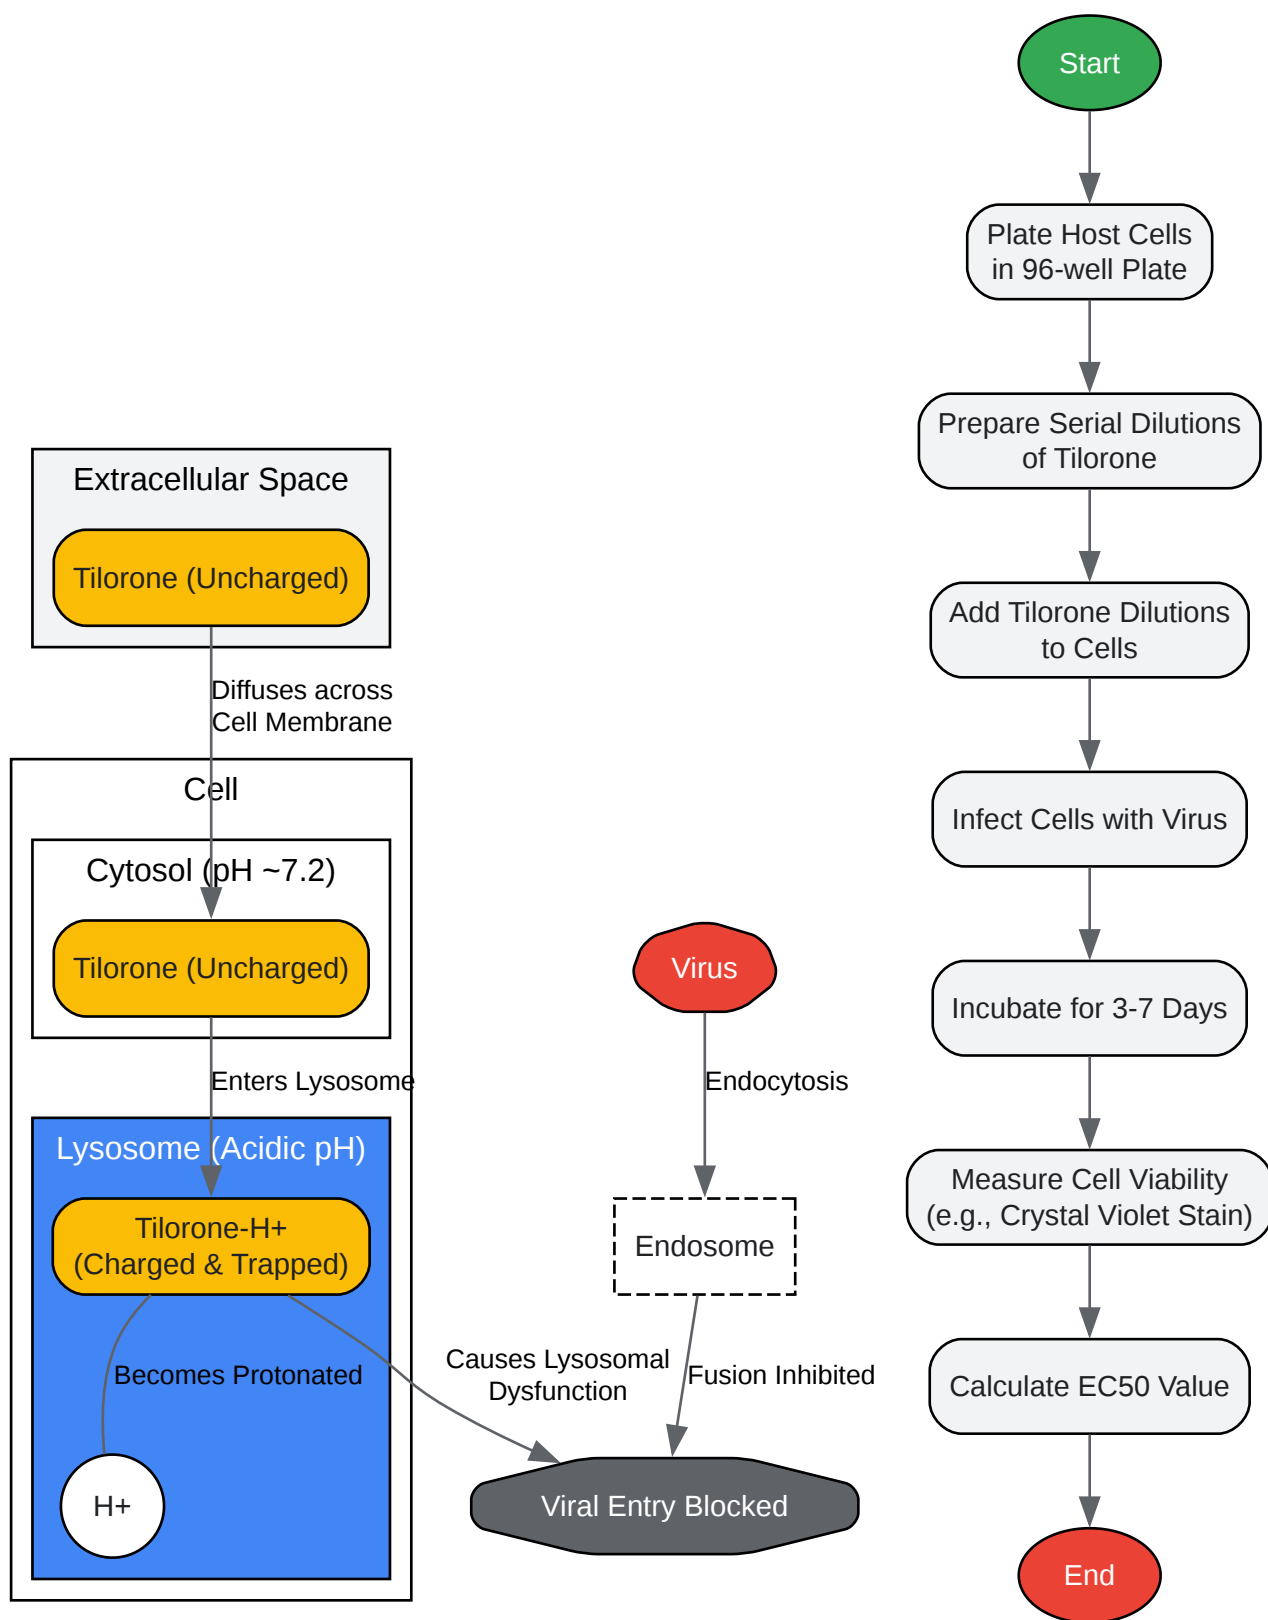 Extracellular Space
Tilorone (Uncharged)
Diffuses across
Cell Membrane
Cell
Cytosol (pH ~7.2)
Tilorone (Uncharged)
Enters Lysosome
Lysosome (Acidic pH)
Tilorone-H+
(Charged & Trapped)
Becomes Protonated
H+
Causes Lysosomal
Dysfunction
Virus
Endocytosis
Endosome
Fusion Inhibited
Viral Entry Blocked
Start
Plate Host Cells
in 96-well Plate
Prepare Serial Dilutions
of Tilorone
Add Tilorone Dilutions
to Cells
Infect Cells with Virus
Incubate for 3-7 Days
Measure Cell Viability
(e.g., Crystal Violet Stain)
Calculate EC50 Value
End